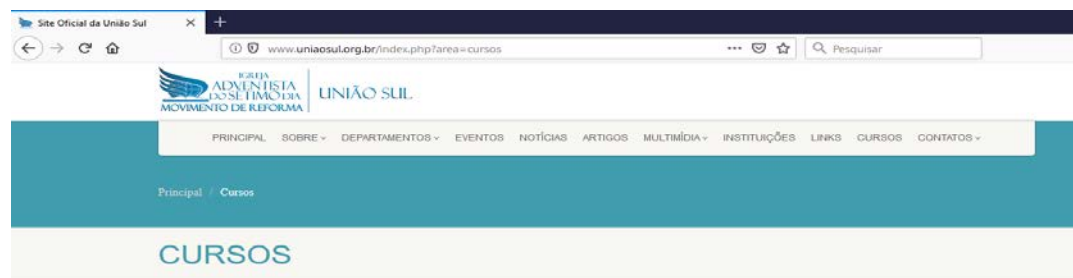 Site Oficial da União Sul
www.uniaosul.org.br/index.php?area=cursos
Pesquisar
IGREJA
ADVENTISTA
DO SÉTIMO DIA
MOVIMENTO DE REFORMA
UNIÃO SUL
PRINCIPAL SOBRE DEPARTAMENTOS EVENTOS NOTÍCIAS ARTIGOS MULTIMÍDIA INSTITUIÇÕES LINKS CURSOS CONTATOS
Principal / Cursos
CURSOS